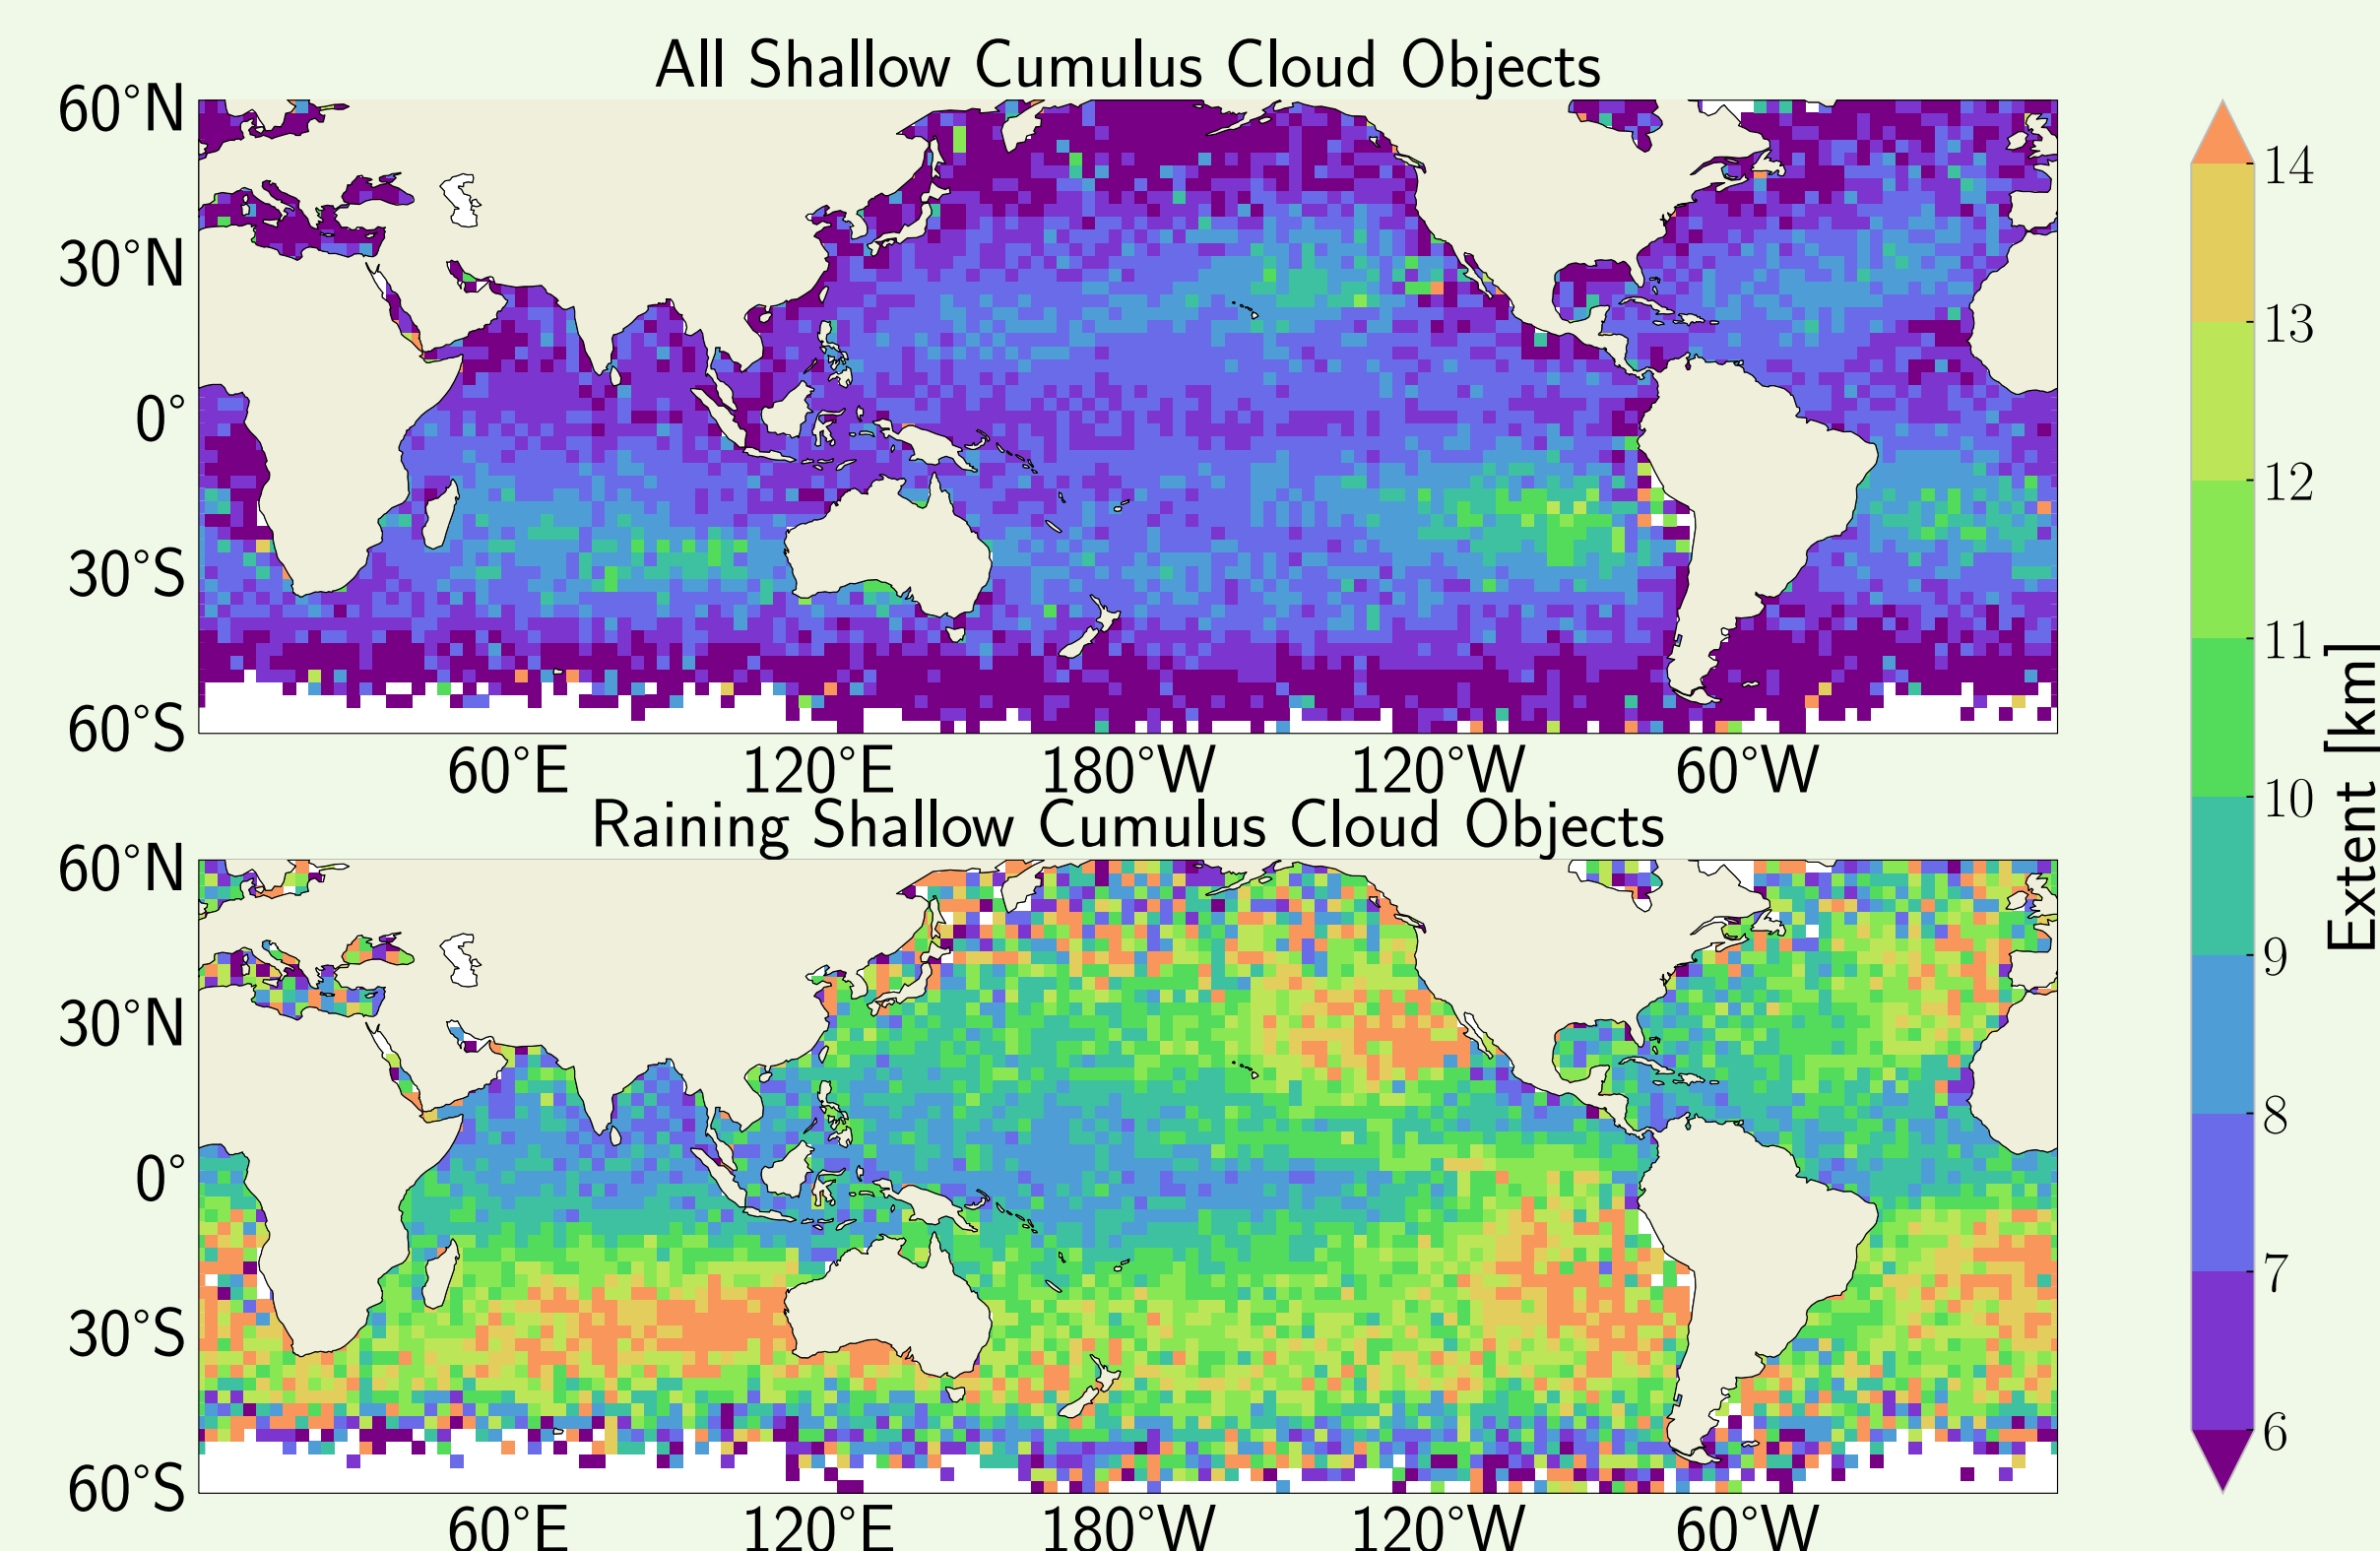 All Shallow Cumulus Cloud Objects
60°N
30°N
0°
30°S
60°S
60°E 120°E 180°W 120°W 60°W
Raining Shallow Cumulus Cloud Objects
60°N
30°N
0°
30°S
60°S
60°E 120°E 180°W 120°W 60°W
14
13
12
11
10
9
8
7
6
Extent [km]